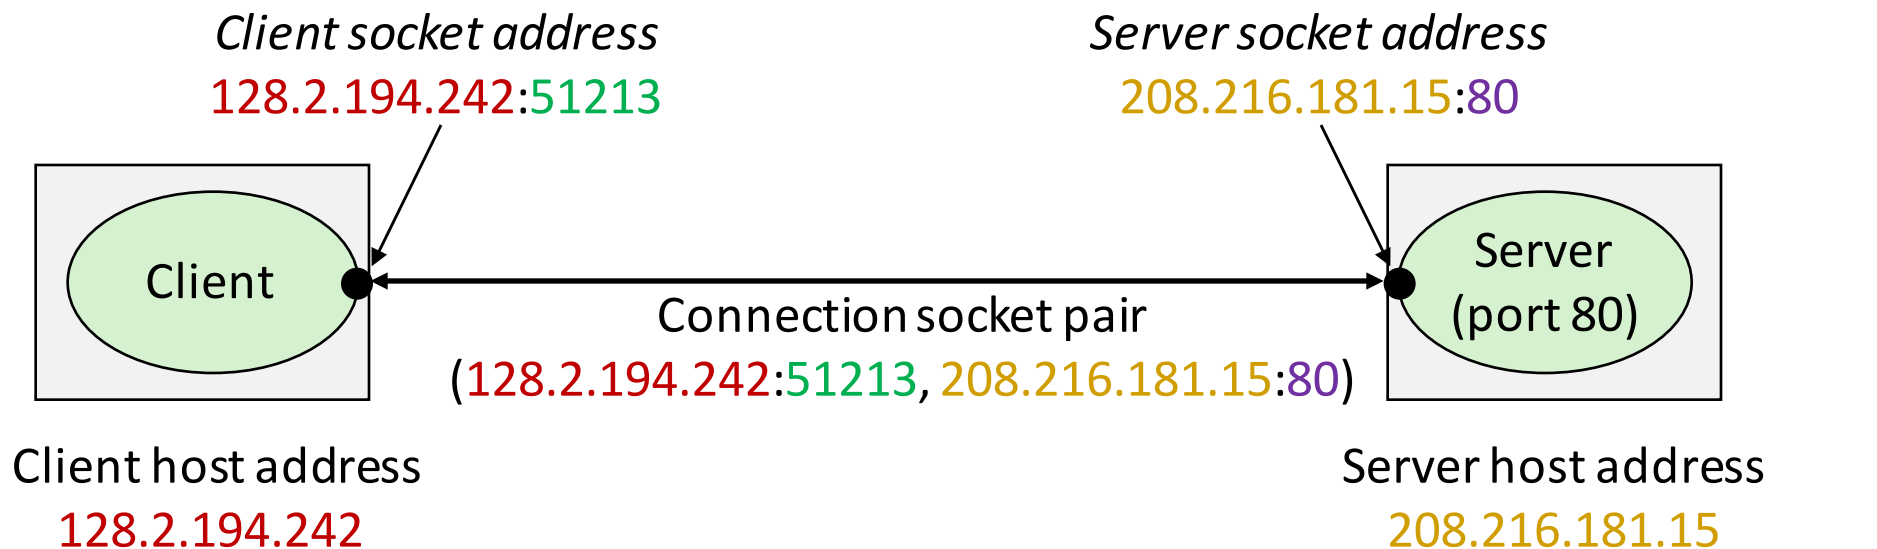 Client socket address
128.2.194.242:51213
Server socket address
208.216.181.15:80
Client
Server
(port 80)
Connection socket pair
(128.2.194.242:51213, 208.216.181.15:80)
Client host address
128.2.194.242
Server host address
208.216.181.15